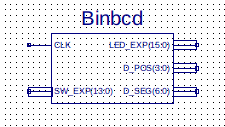 Binbcd
CLK LED_EXP(15:0)
D_POS(3:0)
SW_EXP(13:0) D_SEG(6:0)